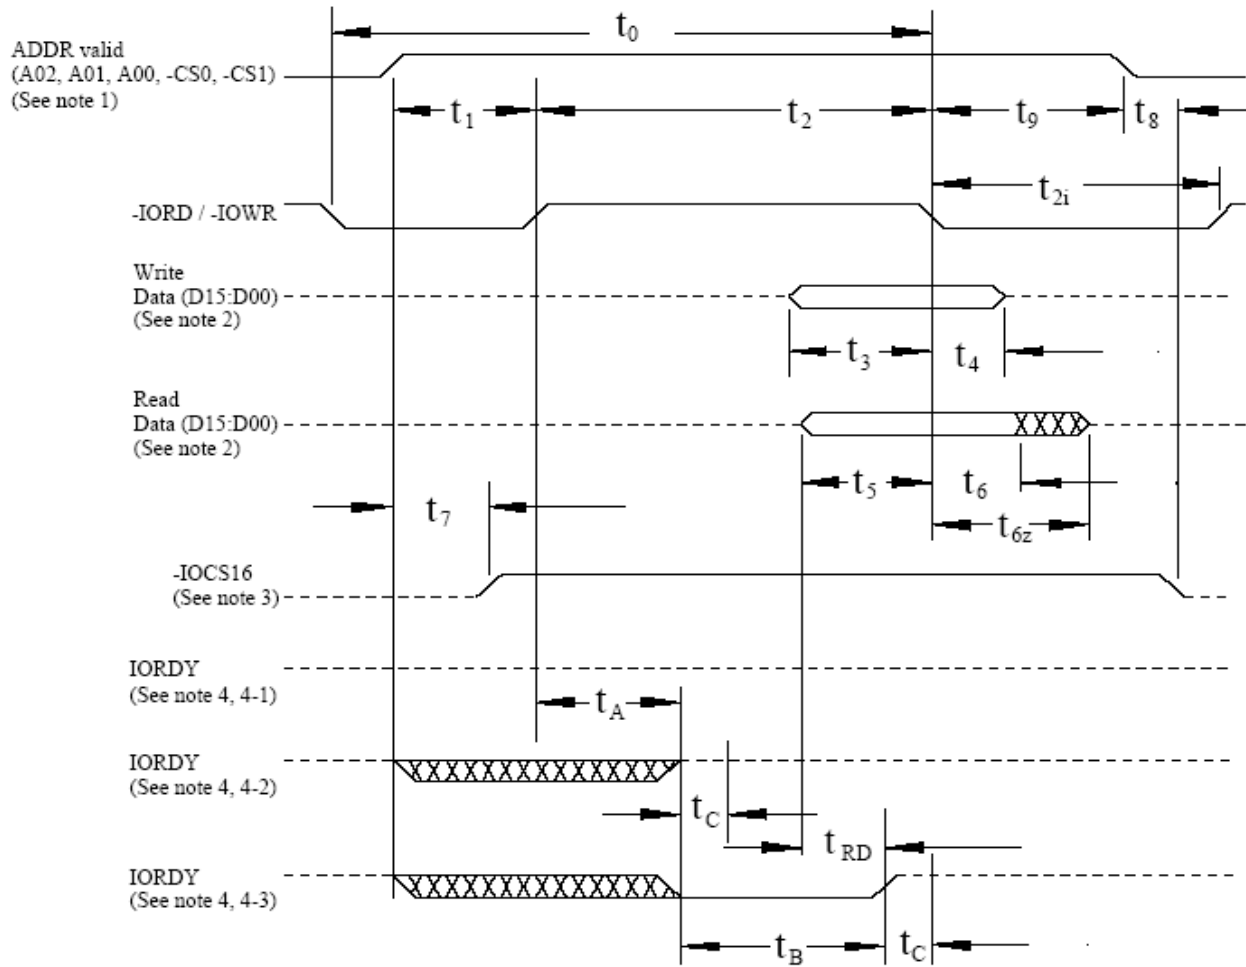 t0
ADDR valid
(A02, A01, A00, -CS0, -CS1)
(See note 1)
t1
t2
t9
t8
t2i
-IORD / -IOWR
Write
Data (D15:D00)
(See note 2)
t3
t4
Read
Data (D15:D00)
(See note 2)
t5
t6
t7
t6z
-IOCS16
(See note 3)
IORDY
(See note 4, 4-1)
tA
IORDY
(See note 4, 4-2)
tC
tRD
IORDY
(See note 4, 4-3)
tB
tC